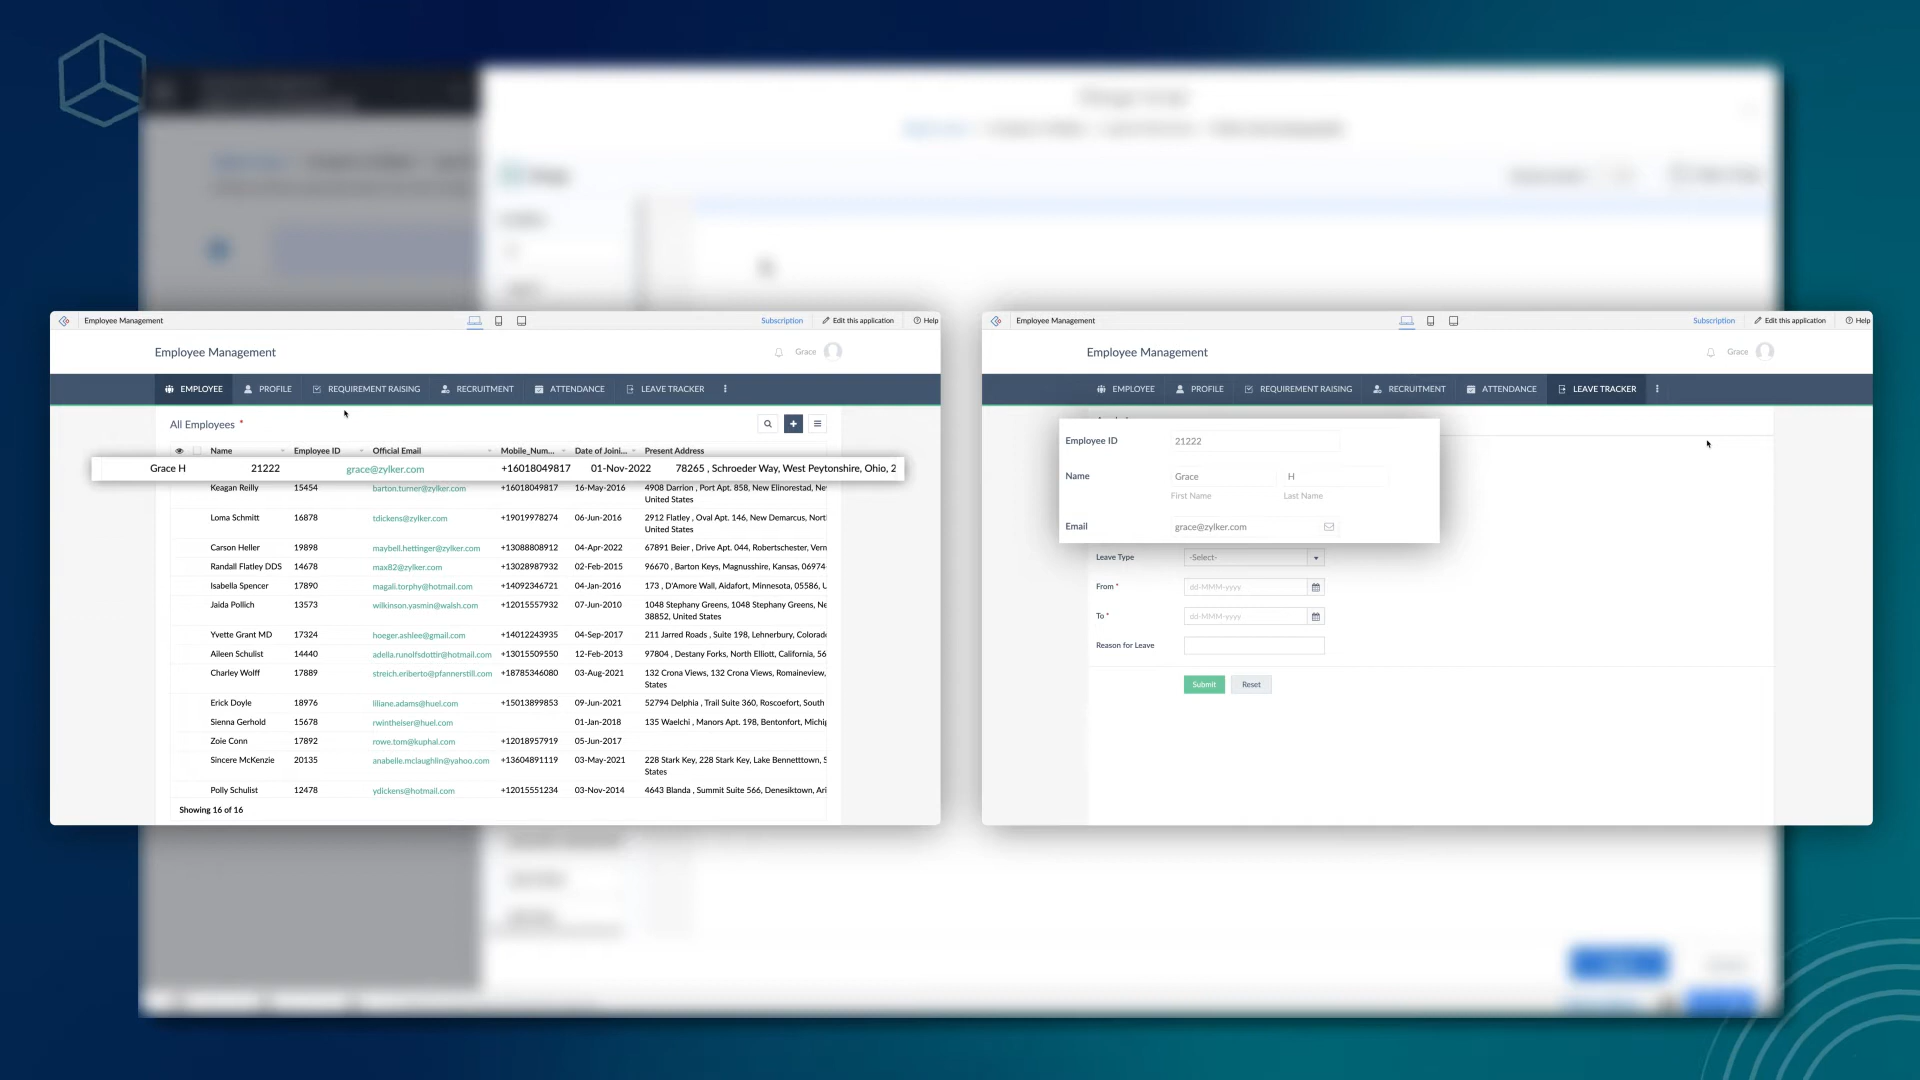 Employee Management
Subscription
Edit this application
Help
Employee Management
Grace
EMPLOYEE
PROFILE
REQUIREMENT RAISING
RECRUITMENT
ATTENDANCE
LEAVE TRACKER
All Employees *
Name Employee ID Official Email Mobile_Num... Date of Joini... Present Address
Grace H 21222 grace@zylker.com +16018049817 01-Nov-2022 78265 , Schroeder Way, West Peytonshire, Ohio, 2
Keagan Reilly 15454 barton.turner@zylker.com +16018049817 16-May-2016 4908 Darrion , Port Apt. 858, New Elinorestad, Ne
United States
Loma Schmitt 16878 tdickens@zylker.com +19019978274 06-Jun-2016 2912 Flatley , Oval Apt. 146, New Demarcus, Nort
United States
Carson Heller 19898 maybell.hettinger@zylker.com +13088808912 04-Apr-2022 67891 Beier , Drive Apt. 044, Robertschester, Vern
Randall Flatley DDS 14678 max82@zylker.com +13028987932 02-Feb-2015 96670 , Barton Keys, Magnusshire, Kansas, 06974
Isabella Spencer 17890 magali.torphy@hotmail.com +14092346721 04-Jan-2016 173 , D'Amore Wall, Aidafort, Minnesota, 05586, U
Jaida Pollich 13573 wilkinson.yasmin@walsh.com +12015557932 07-Jun-2010 1048 Stephany Greens, 1048 Stephany Greens, Ne
38852, United States
Yvette Grant MD 17324 hoeger.ashlee@gmail.com +14012243935 04-Sep-2017 211 Jarred Roads , Suite 198, Lehnerbury, Colorad
Aileen Schulist 14440 adella.runolfsdottir@hotmail.com +13015509550 12-Feb-2013 97804 , Destany Forks, North Elliott, California, 56
Charley Wolff 17889 streich.eriberto@pfannerstill.com +18785346080 03-Aug-2021 132 Crona Views, 132 Crona Views, Romaineview,
States
Erick Doyle 18976 liliane.adams@huel.com +15013899853 09-Jun-2021 52794 Delphia , Trail Suite 360, Roscoefort, South
Sienna Gerhold 15678 rwintheiser@huel.com 01-Jan-2018 135 Waelchi , Manors Apt. 198, Bentonfort, Michi
Zoie Conn 17892 rowe.tom@kuphal.com +12018957919 05-Jun-2017
Sincere McKenzie 20135 anabelle.mclaughlin@yahoo.com +13604891119 03-May-2021 228 Stark Key, 228 Stark Key, Lake Bennetttown, S
States
Polly Schulist 12478 ydickens@hotmail.com +12015551234 03-Nov-2014 4643 Blanda , Summit Suite 566, Denesiktown, Ari
Showing 16 of 16
Employee Management
Subscription
Edit this application
Help
Employee Management
Grace
EMPLOYEE
PROFILE
REQUIREMENT RAISING
RECRUITMENT
ATTENDANCE
LEAVE TRACKER
Employee ID 21222
Name Grace H
First Name Last Name
Email grace@zylker.com
Leave Type -Select-
From * dd-MMM-yyyy
To * dd-MMM-yyyy
Reason for Leave
Submit Reset